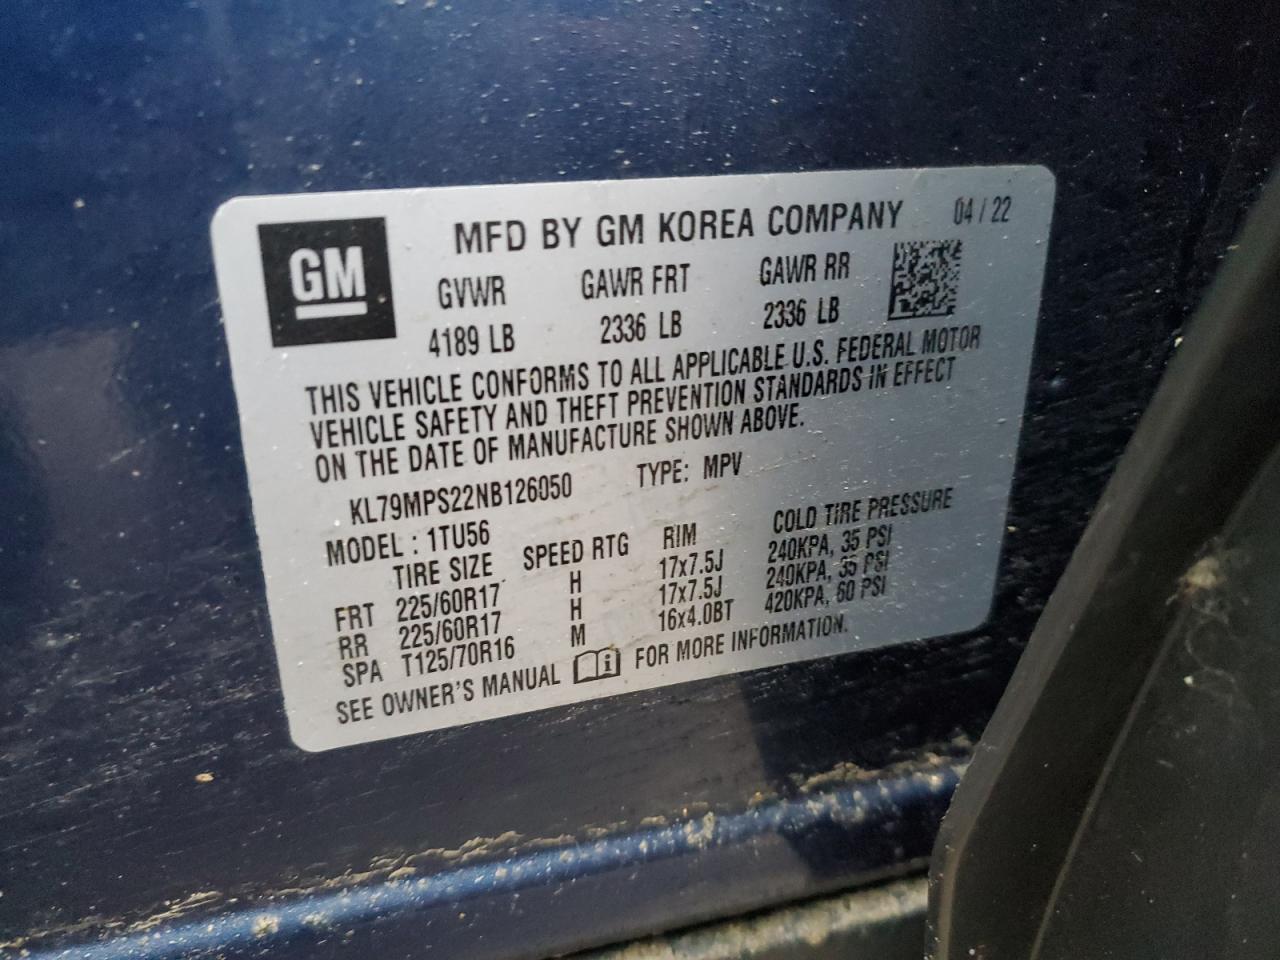 GM
MFD BY GM KOREA COMPANY 04 / 22
GVWR GAWR FRT GAWR RR
4189 LB 2336 LB 2336 LB
THIS VEHICLE CONFORMS TO ALL APPLICABLE U.S. FEDERAL MOTOR
VEHICLE SAFETY AND THEFT PREVENTION STANDARDS IN EFFECT
ON THE DATE OF MANUFACTURE SHOWN ABOVE.
KL79MPS22NB126050 TYPE: MPV
MODEL : 1TU56
TIRE SIZE SPEED RTG RIM COLD TIRE PRESSURE
FRT 225/60R17 H 17x7.5J 240KPA, 35 PSI
RR 225/60R17 H 17x7.5J 240KPA, 35 PSI
SPA T125/70R16 M 16x4.0BT 420KPA, 60 PSI
SEE OWNER'S MANUAL i FOR MORE INFORMATION.